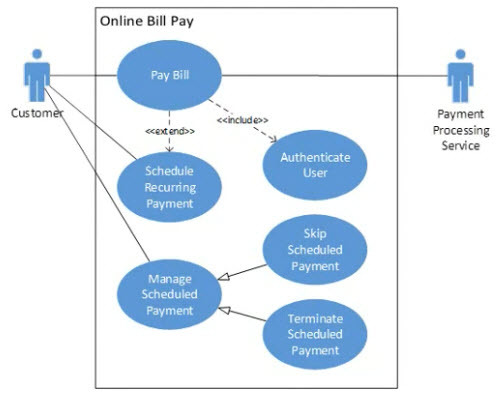 Online Bill Pay
Pay Bill
Customer
<<extend>>
<<include>>
Payment
Processing
Service
Authenticate
User
Schedule
Recurring
Payment
Skip
Scheduled
Payment
Manage
Scheduled
Payment
Terminate
Scheduled
Payment